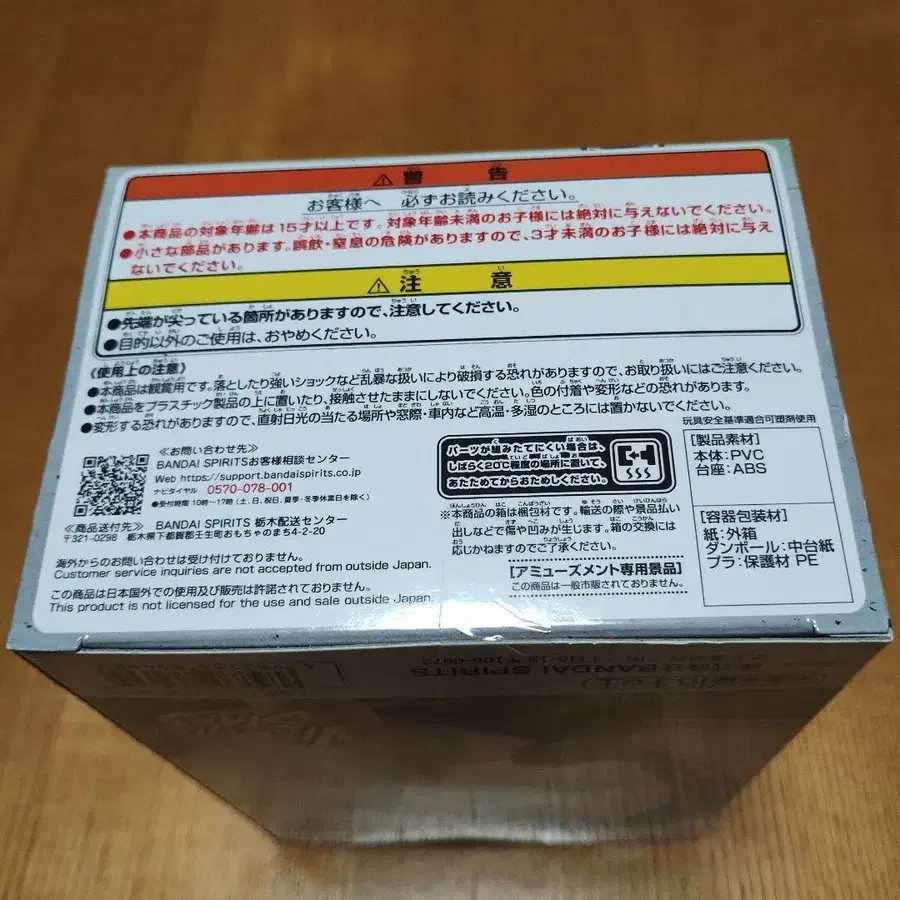 ⚠警告
お客様へ 必ずお読みください。
●本商品の対象年齢は15才以上です。対象年齢未満のお子様には絶対に与えないでください。
●小さな部品があります。誤飲・窒息の危険がありますので、3才未満のお子様には絶対に与え
ないでください。
⚠注意
●先端が尖っている箇所がありますので、注意してください。
●目的以外のご使用は、おやめください。
〈使用上の注意〉
●本商品は観賞用です。落としたり強いショックなど乱暴な扱いにより破損する恐れがありますので、お取り扱いにはご注意ください。
●本商品をプラスチック製品の上に置いたり、接触させたままにしないでください。色の付着や変形などの恐れがあります。
●変形する恐れがありますので、直射日光の当たる場所や窓際・車内など高温・多湿のところには置かないでください。
玩具安全基準適合可塑剤使用
≪お問い合わせ先≫
BANDAI SPIRITSお客様相談センター
Web https://support.bandaispirits.co.jp
ナビダイヤル 0570-078-001
●受付時間 10時〜17時(土、日、祝日、夏季・冬季休業日を除く)
≪商品送付先≫ BANDAI SPIRITS 栃木配送センター
〒321-0298 栃木県下都賀郡壬生町おもちゃのまち4-2-20
海外からのお問い合わせは受け付けておりません。
Customer service inquiries are not accepted from outside Japan.
この商品は日本国外での使用及び販売は許諾されておりません。
This product is not licensed for the use and sale outside Japan.
パーツが組みたてにくい場合は、
しばらく20℃程度の場所に置いて、
あたためてからおためしください。
※本商品の箱は梱包材です。輸送の際や景品払い
出しなどで傷や凹みが生じます。箱の交換には
応じかねますのでご了承ください。
[アミューズメント専用景品]
この商品は一般市販されておりません。
[製品素材]
本体:PVC
台座:ABS
[容器包装材]
紙:外箱
ダンボール:中台紙
プラ:保護材 PE
株式会社BANDAI SPIRITS